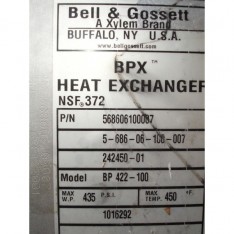 Bell & Gossett
A Xylem Brand
BUFFALO, NY U.S.A.
www.bellgossett.com
BPX™
HEAT EXCHANGER
NSF® 372
P/N 568606100007
5-686-06-100-007
242450-01
Model BP 422-100
MAX W.P. 435 P.S.I. MAX TEMP. 450 °F.
1016292